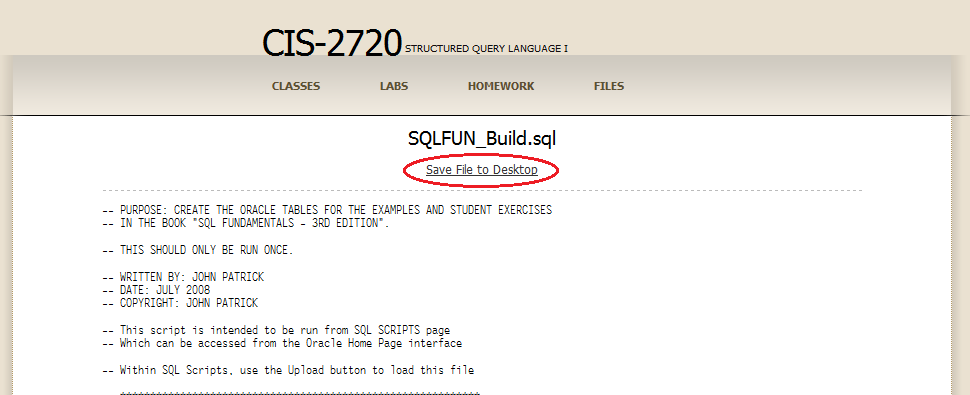 CIS-2720 STRUCTURED QUERY LANGUAGE I
CLASSES LABS HOMEWORK FILES
SQLFUN_Build.sql
Save File to Desktop
-- PURPOSE: CREATE THE ORACLE TABLES FOR THE EXAMPLES AND STUDENT EXERCISES
-- IN THE BOOK "SQL FUNDAMENTALS - 3RD EDITION".
-- THIS SHOULD ONLY BE RUN ONCE.
-- WRITTEN BY: JOHN PATRICK
-- DATE: JULY 2008
-- COPYRIGHT: JOHN PATRICK
-- This script is intended to be run from SQL SCRIPTS page
-- Which can be accessed from the Oracle Home Page interface
-- Within SQL Scripts, use the Upload button to load this file